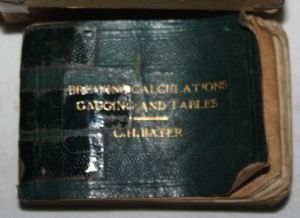 BREWING CALCULATIONS
GAUGING AND TABLES
C.H.BATER